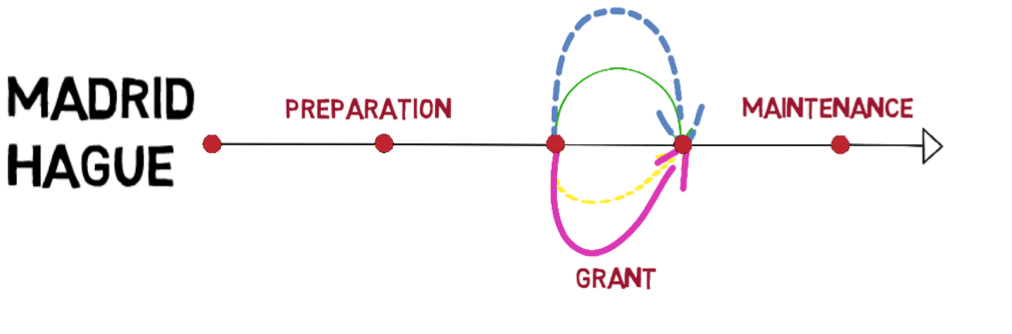 MADRID
HAGUE
PREPARATION
MAINTENANCE
GRANT